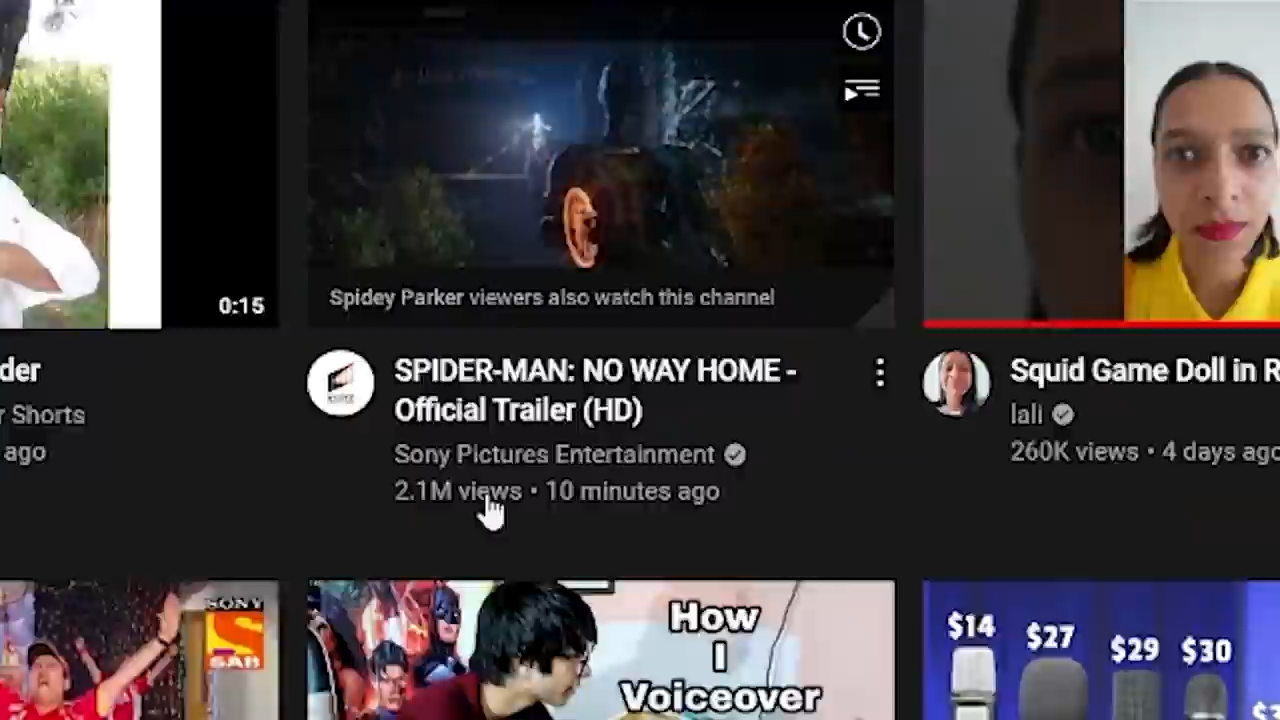 0:15
Spidey Parker viewers also watch this channel
der
r Shorts
ago
SPIDER-MAN: NO WAY HOME -
Official Trailer (HD)
Sony Pictures Entertainment
2.1M views • 10 minutes ago
Squid Game Doll in R
lali
260K views • 4 days ago
SONY
SAB
How
I
Voiceover
$14
$27
$29
$30